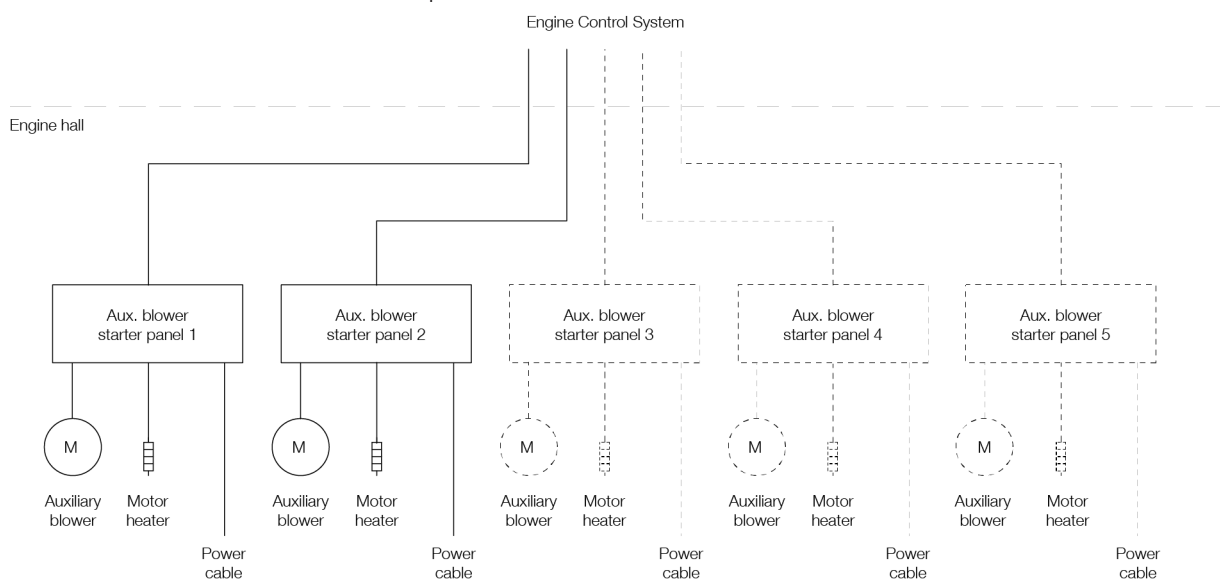 Engine Control System
Engine hall
Aux. blower
starter panel 1
Aux. blower
starter panel 2
Aux. blower
starter panel 3
Aux. blower
starter panel 4
Aux. blower
starter panel 5
M
M
M
M
M
Auxiliary
blower
Motor
heater
Auxiliary
blower
Motor
heater
Auxiliary
blower
Motor
heater
Auxiliary
blower
Motor
heater
Auxiliary
blower
Motor
heater
Power
cable
Power
cable
Power
cable
Power
cable
Power
cable